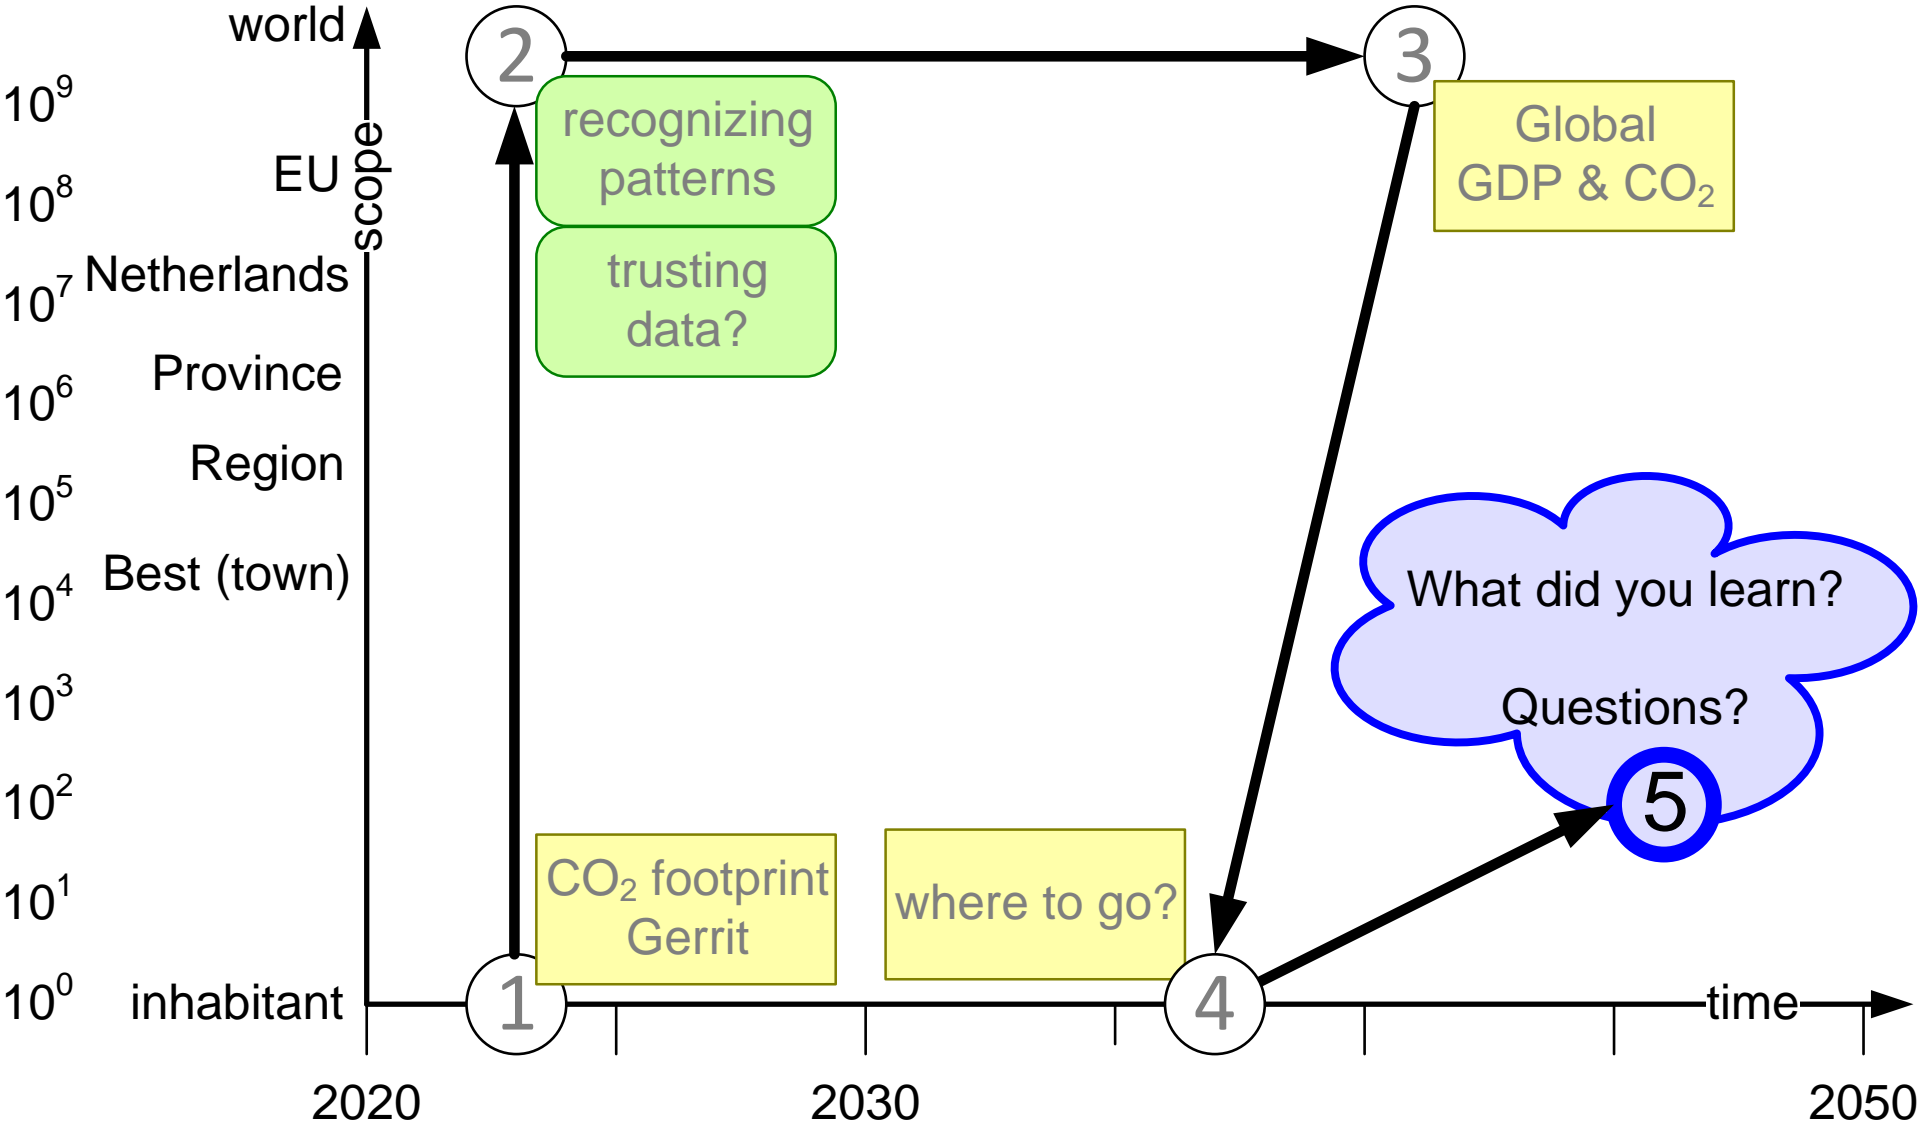 world
2
3
10⁹
recognizing
patterns
Global
GDP & CO₂
scope
EU
10⁸
trusting
data?
Netherlands
10⁷
Province
10⁶
Region
10⁵
Best (town)
10⁴
What did you learn?
10³
Questions?
10²
5
CO₂ footprint
Gerrit
where to go?
10¹
10⁰
inhabitant
1
4
time
2020
2030
2050